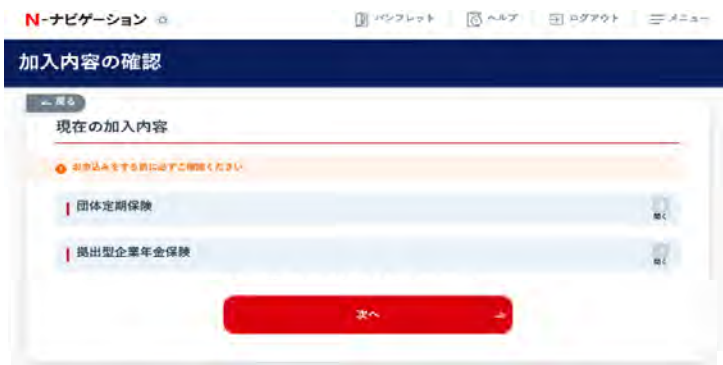 N-ナビゲーション
パンフレット ヘルプ ログアウト メニュー
加入内容の確認
戻る
現在の加入内容
お申込みをする前に必ずご確認ください
団体定期保険
開く
拠出型企業年金保険
開く
次へ